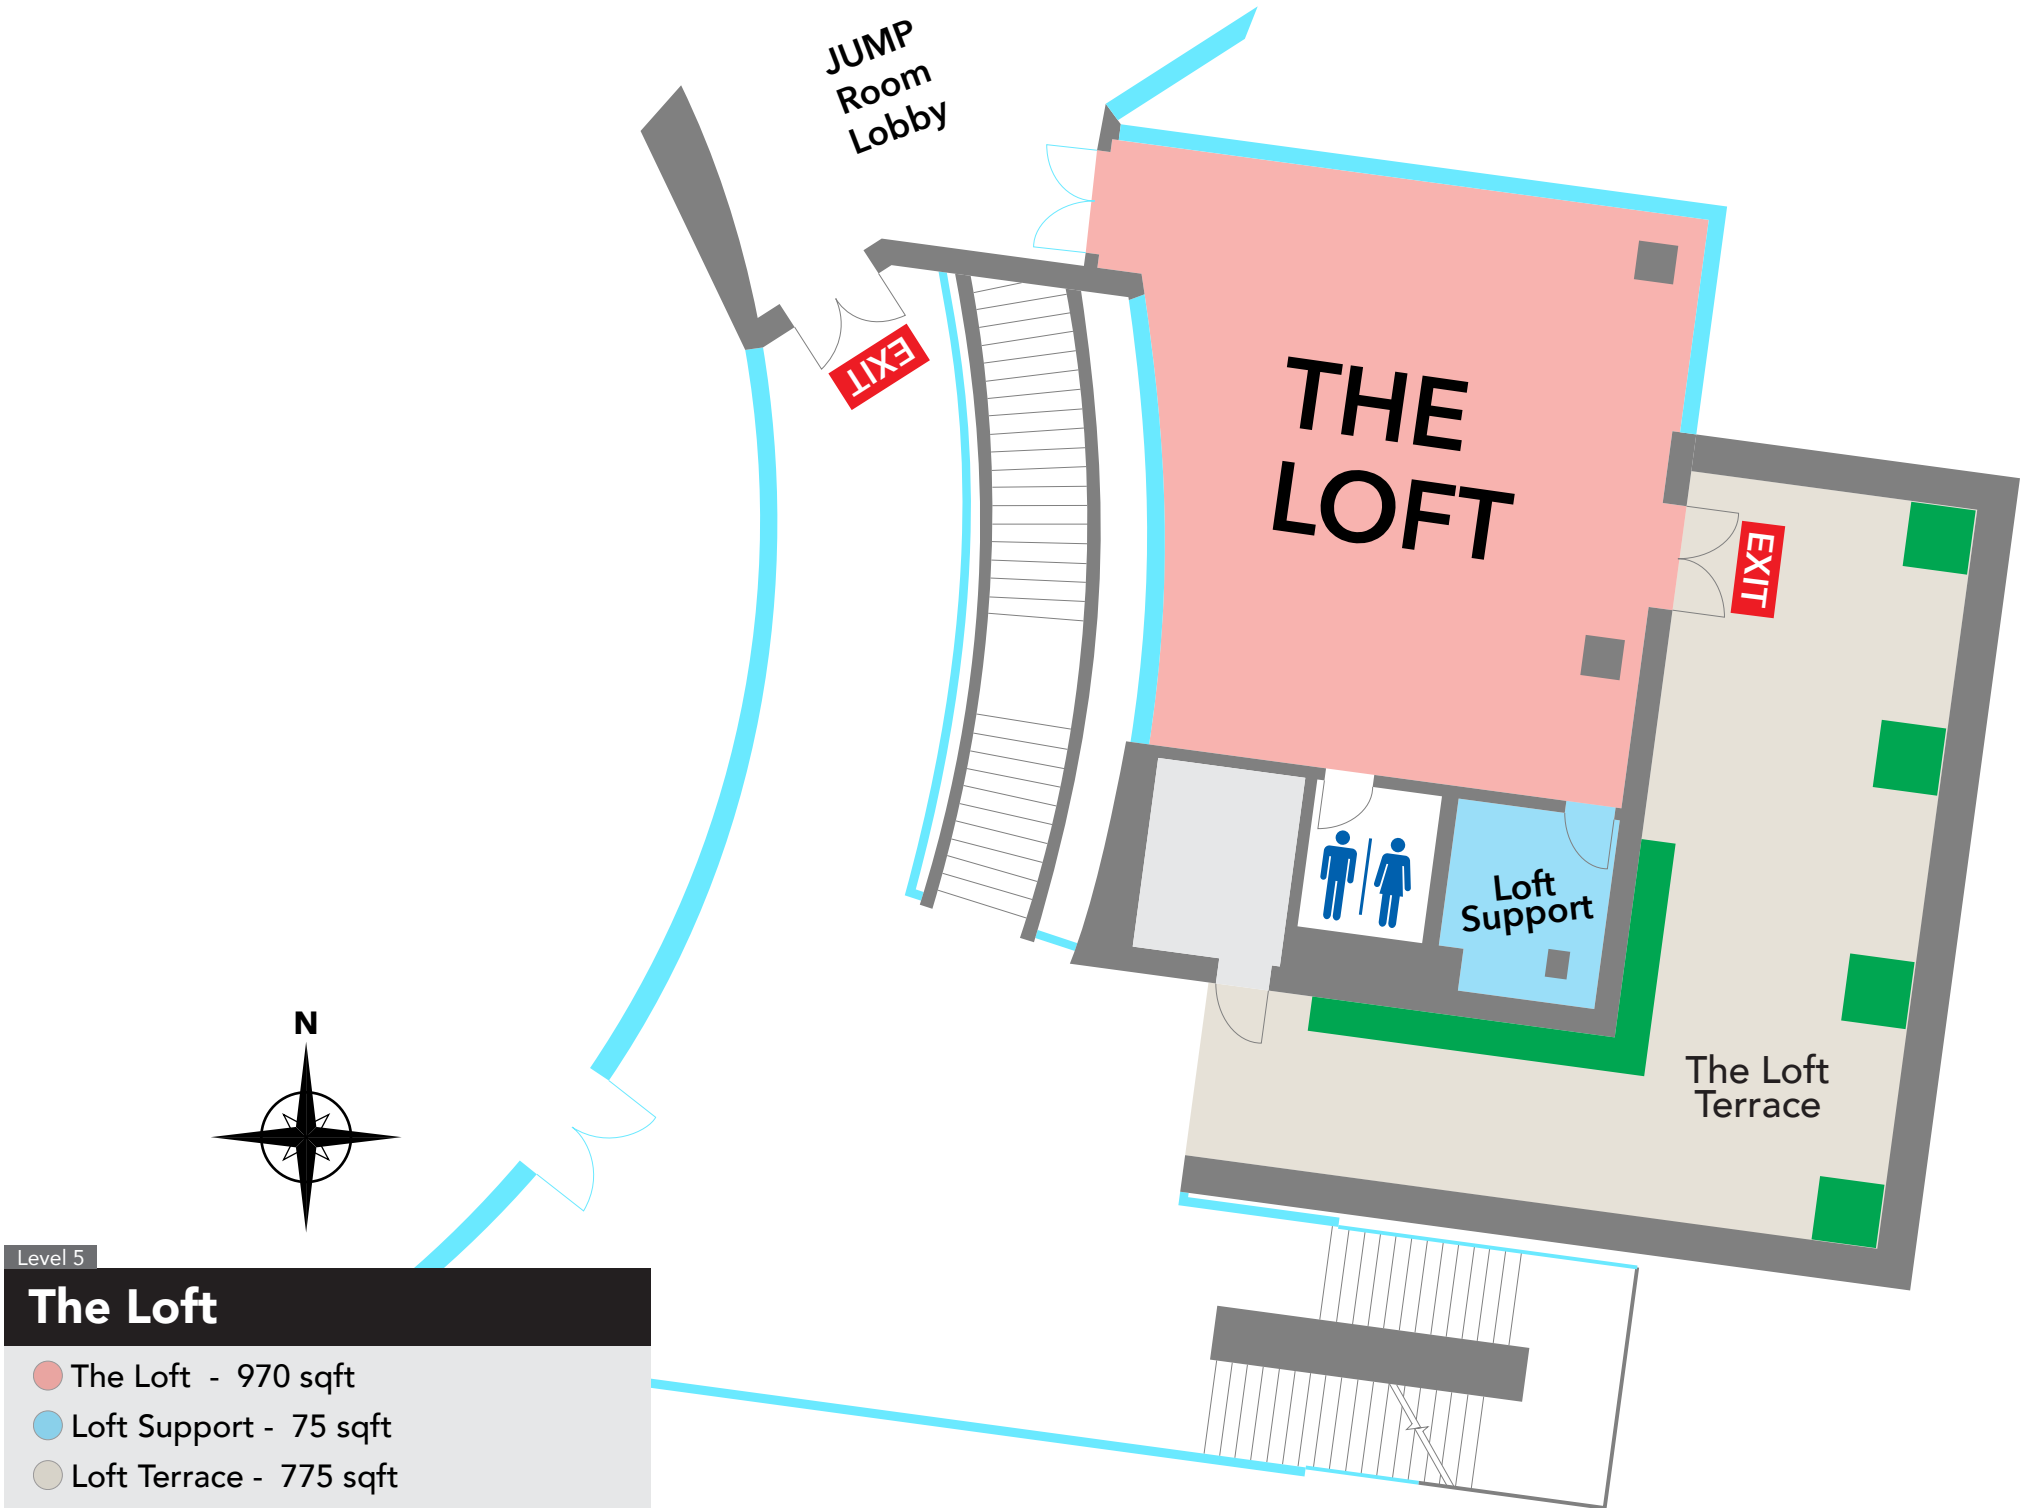 JUMP
Room
Lobby
EXIT
THE
LOFT
EXIT
Loft
Support
The Loft
Terrace
N
Level 5
The Loft
The Loft - 970 sqft
Loft Support - 75 sqft
Loft Terrace - 775 sqft